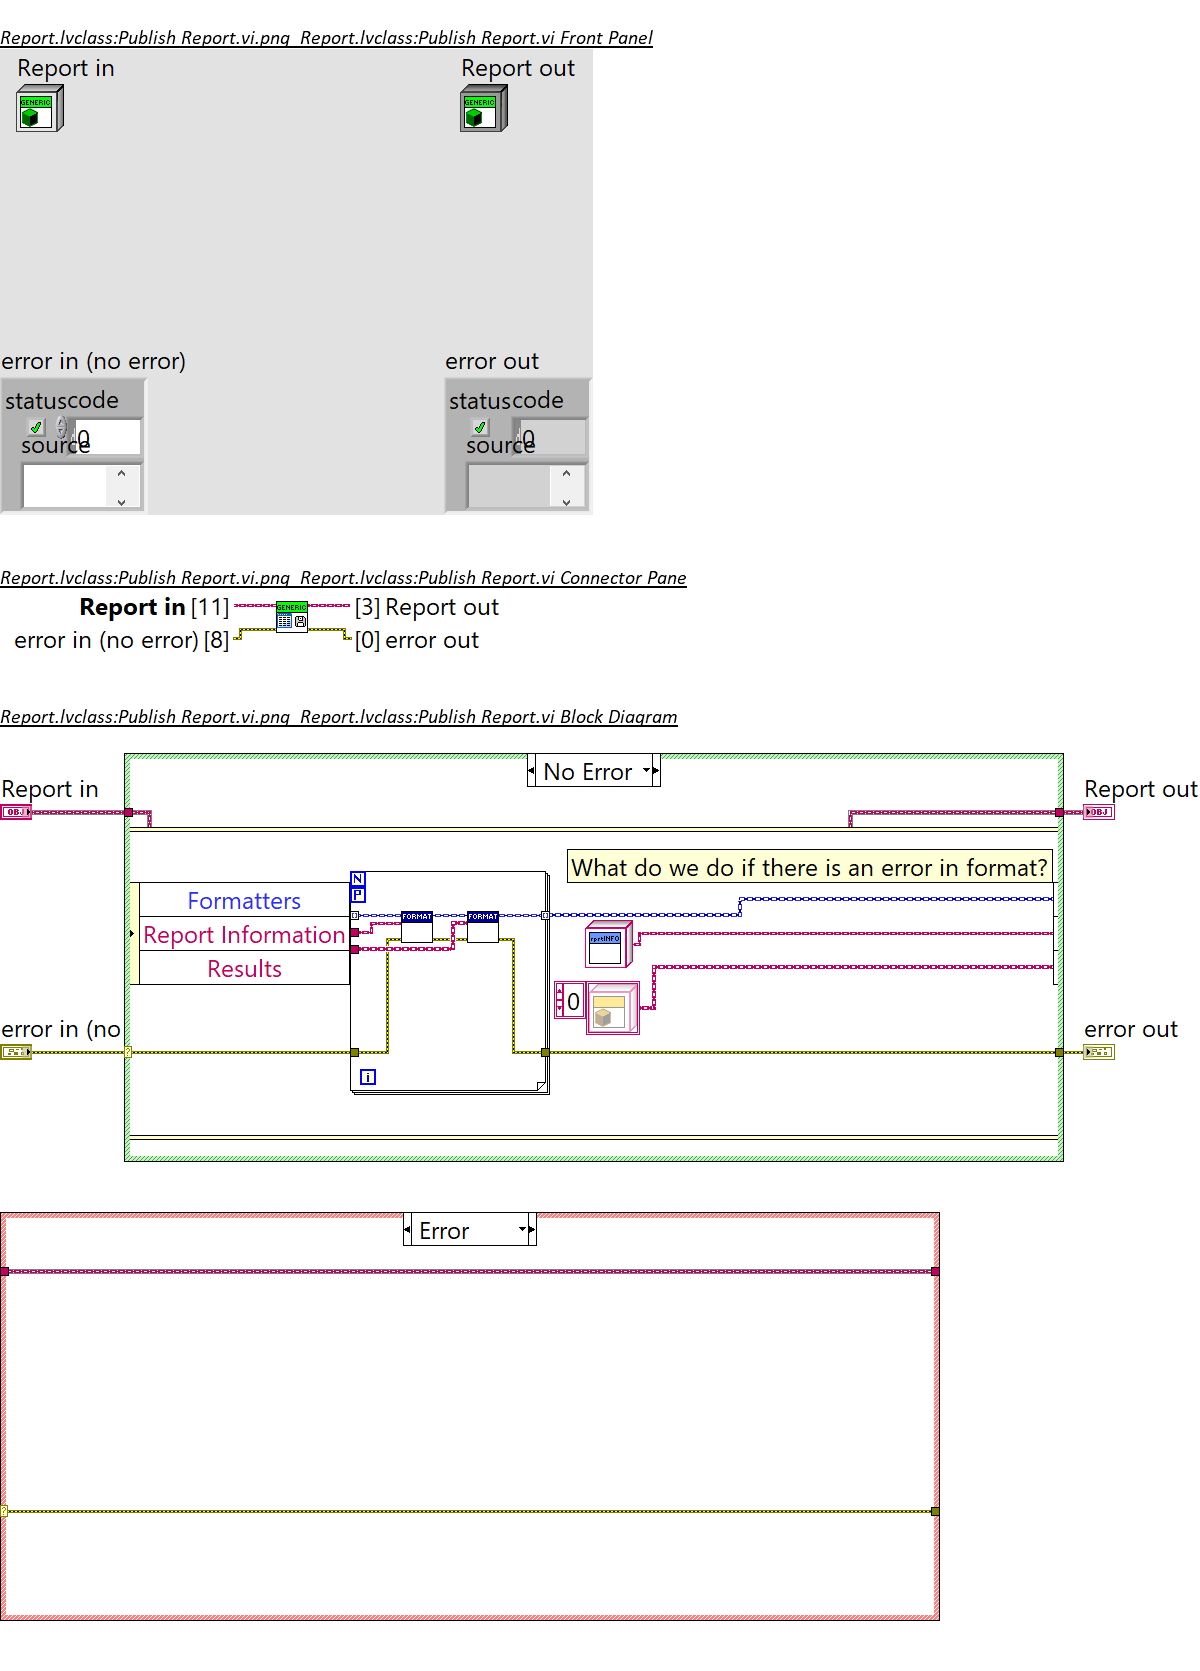 Report.lvclass:Publish Report.vi.png  Report.lvclass:Publish Report.vi Front Panel
Report in
Report out
GENERIC
GENERIC
error in (no error)
error out
status code
status code
0
0
source
source
Report.lvclass:Publish Report.vi.png  Report.lvclass:Publish Report.vi Connector Pane
Report in [11]
GENERIC
[3] Report out
error in (no error) [8]
[0] error out
Report.lvclass:Publish Report.vi.png  Report.lvclass:Publish Report.vi Block Diagram
No Error
Report in
Report out
OBJ
OBJ
What do we do if there is an error in format?
N
P
Formatters
FORMAT
FORMAT
Report Information
rprtINFO
Results
0
error in (no
error out
?
i
Error
?